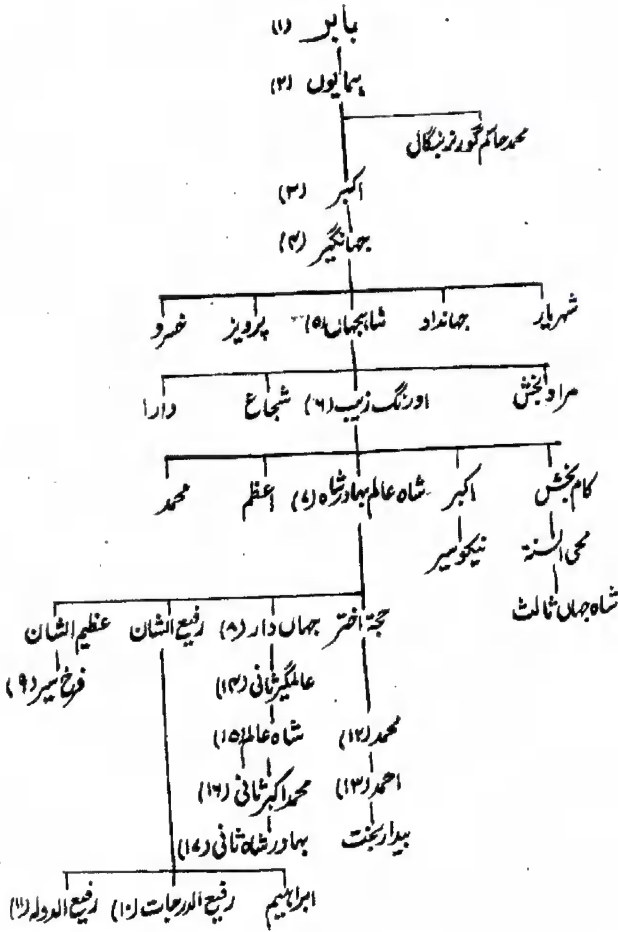 بابر (۱)
ہمایوں (۲)
محمد حاکم گورنر بنگال
اکبر (۳)
جہانگیر (۴)
شہریار جہانداد شاہجہاں (۵) پرویز خسرو
مراد بخش اورنگ زیب (۶) شجاع دارا
کام بخش اکبر شاہ عالم بہادر شاہ (۷) اعظم محمد
محی السنۃ نیکوسیر
شاہ جہاں ثالث
حجۃ اختر جہاں دار (۸) رفیع الشان عظیم الشان
عالمگیر ثانی (۱۴) فرخ سیر (۹)
محمد (۱۲) شاہ عالم (۱۵)
احمد (۱۳) محمد اکبر ثانی (۱۶)
بیدار بخت بہادر شاہ ثانی (۱۷)
ابراہیم رفیع الدرجات (۱۰) رفیع الدولہ (۱۱)